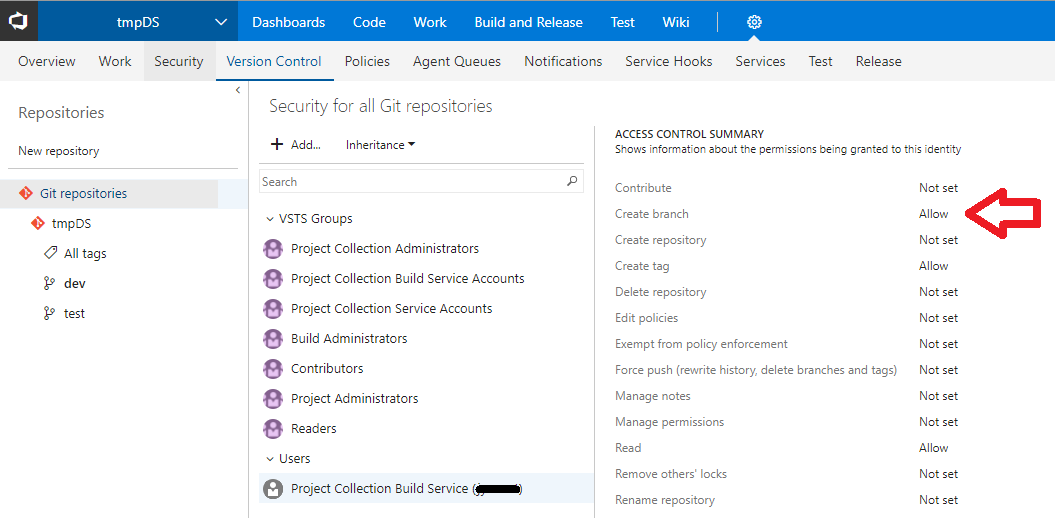 tmpDS Dashboards Code Work Build and Release Test Wiki
Overview Work Security Version Control Policies Agent Queues Notifications Service Hooks Services Test Release
Repositories
New repository
Git repositories
tmpDS
All tags
dev
test
Security for all Git repositories
Add... Inheritance
Search
VSTS Groups
Project Collection Administrators
Project Collection Build Service Accounts
Project Collection Service Accounts
Build Administrators
Contributors
Project Administrators
Readers
Users
Project Collection Build Service (
ACCESS CONTROL SUMMARY
Shows information about the permissions being granted to this identity
Contribute Not set
Create branch Allow
Create repository Not set
Create tag Allow
Delete repository Not set
Edit policies Not set
Exempt from policy enforcement Not set
Force push (rewrite history, delete branches and tags) Not set
Manage notes Not set
Manage permissions Not set
Read Allow
Remove others' locks Not set
Rename repository Not set